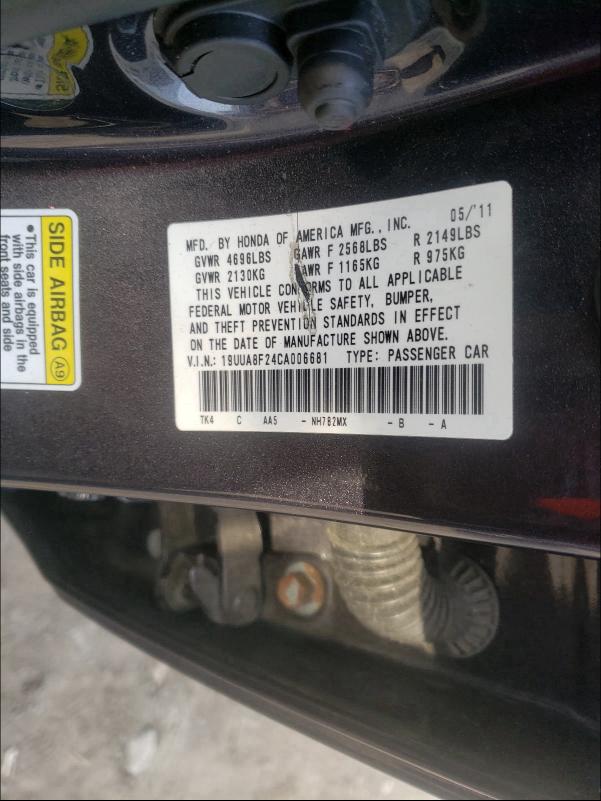 MFD. BY HONDA OF AMERICA MFG., INC. 05/'11
GVWR 4696LBS GAWR F 2568LBS R 2149LBS
GVWR 2130KG GAWR F 1165KG R 975KG
THIS VEHICLE CONFORMS TO ALL APPLICABLE
FEDERAL MOTOR VEHICLE SAFETY, BUMPER,
AND THEFT PREVENTION STANDARDS IN EFFECT
ON THE DATE OF MANUFACTURE SHOWN ABOVE.
V.I.N.: 19UUA8F24CA006681 TYPE: PASSENGER CAR
TK4 C AA5 - NH782MX - B - A
SIDE AIRBAG A9
•This car is equipped
with side airbags in the
front seats and side